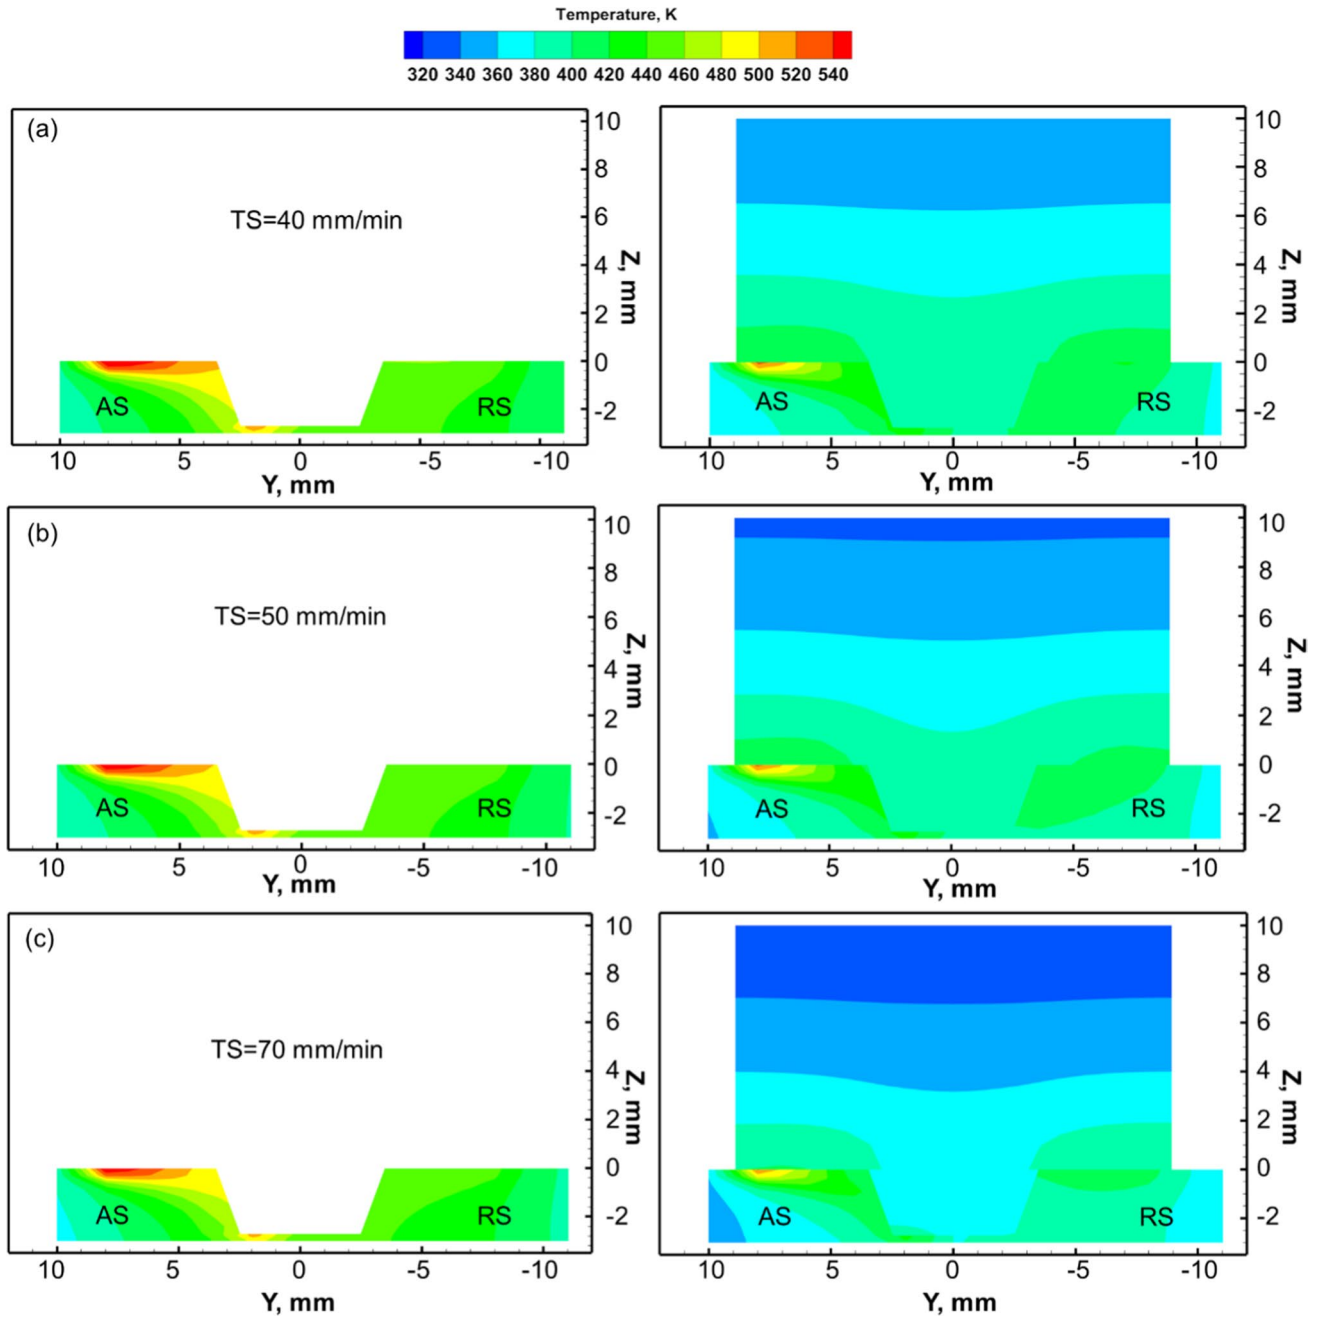 Temperature, K
320 340 360 380 400 420 440 460 480 500 520 540
(a)
TS=40 mm/min
AS
RS
10
8
6
4
2
0
-2
Z, mm
10 5 0 -5 -10
Y, mm
AS
RS
10
8
6
4
2
0
-2
Z, mm
10 5 0 -5 -10
Y, mm
(b)
TS=50 mm/min
AS
RS
10
8
6
4
2
0
-2
Z, mm
10 5 0 -5 -10
Y, mm
AS
RS
10
8
6
4
2
0
-2
Z, mm
10 5 0 -5 -10
Y, mm
(c)
TS=70 mm/min
AS
RS
10
8
6
4
2
0
-2
Z, mm
10 5 0 -5 -10
Y, mm
AS
RS
10
8
6
4
2
0
-2
Z, mm
10 5 0 -5 -10
Y, mm